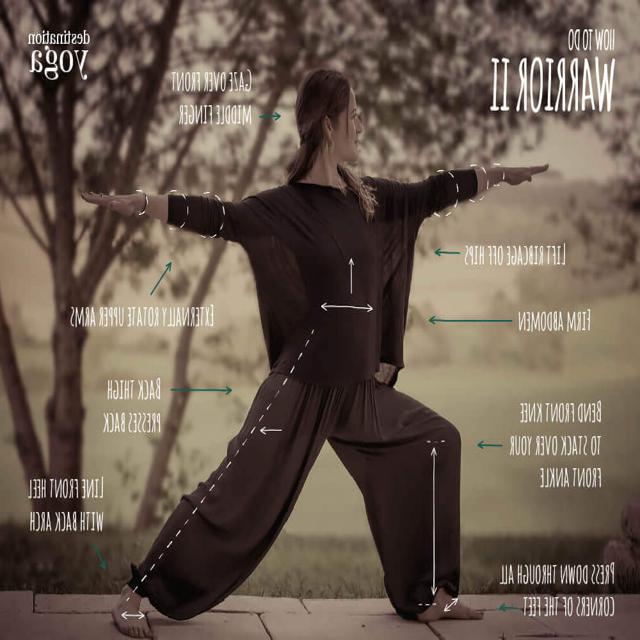 destination
yoga
HOW TO DO
WARRIOR II
GAZE OVER FRONT
MIDDLE FINGER
LIFT RIBCAGE OFF HIPS
EXTERNALLY ROTATE UPPER ARMS
FIRM ABDOMEN
BACK THIGH
PRESSES BACK
BEND FRONT KNEE
TO STACK OVER YOUR
FRONT ANKLE
LINE FRONT HEEL
WITH BACK ARCH
PRESS DOWN THROUGH ALL
CORNERS OF THE FEET